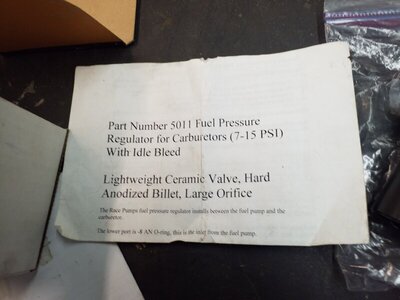 Part Number 5011 Fuel Pressure
Regulator for Carburetors (7-15 PSI)
With Idle Bleed
Lightweight Ceramic Valve, Hard
Anodized Billet, Large Orifice
The Race Pumps fuel pressure regulator installs between the fuel pump and the
carburetor.
The lower port is -8 AN O-ring, this is the inlet from the fuel pump.